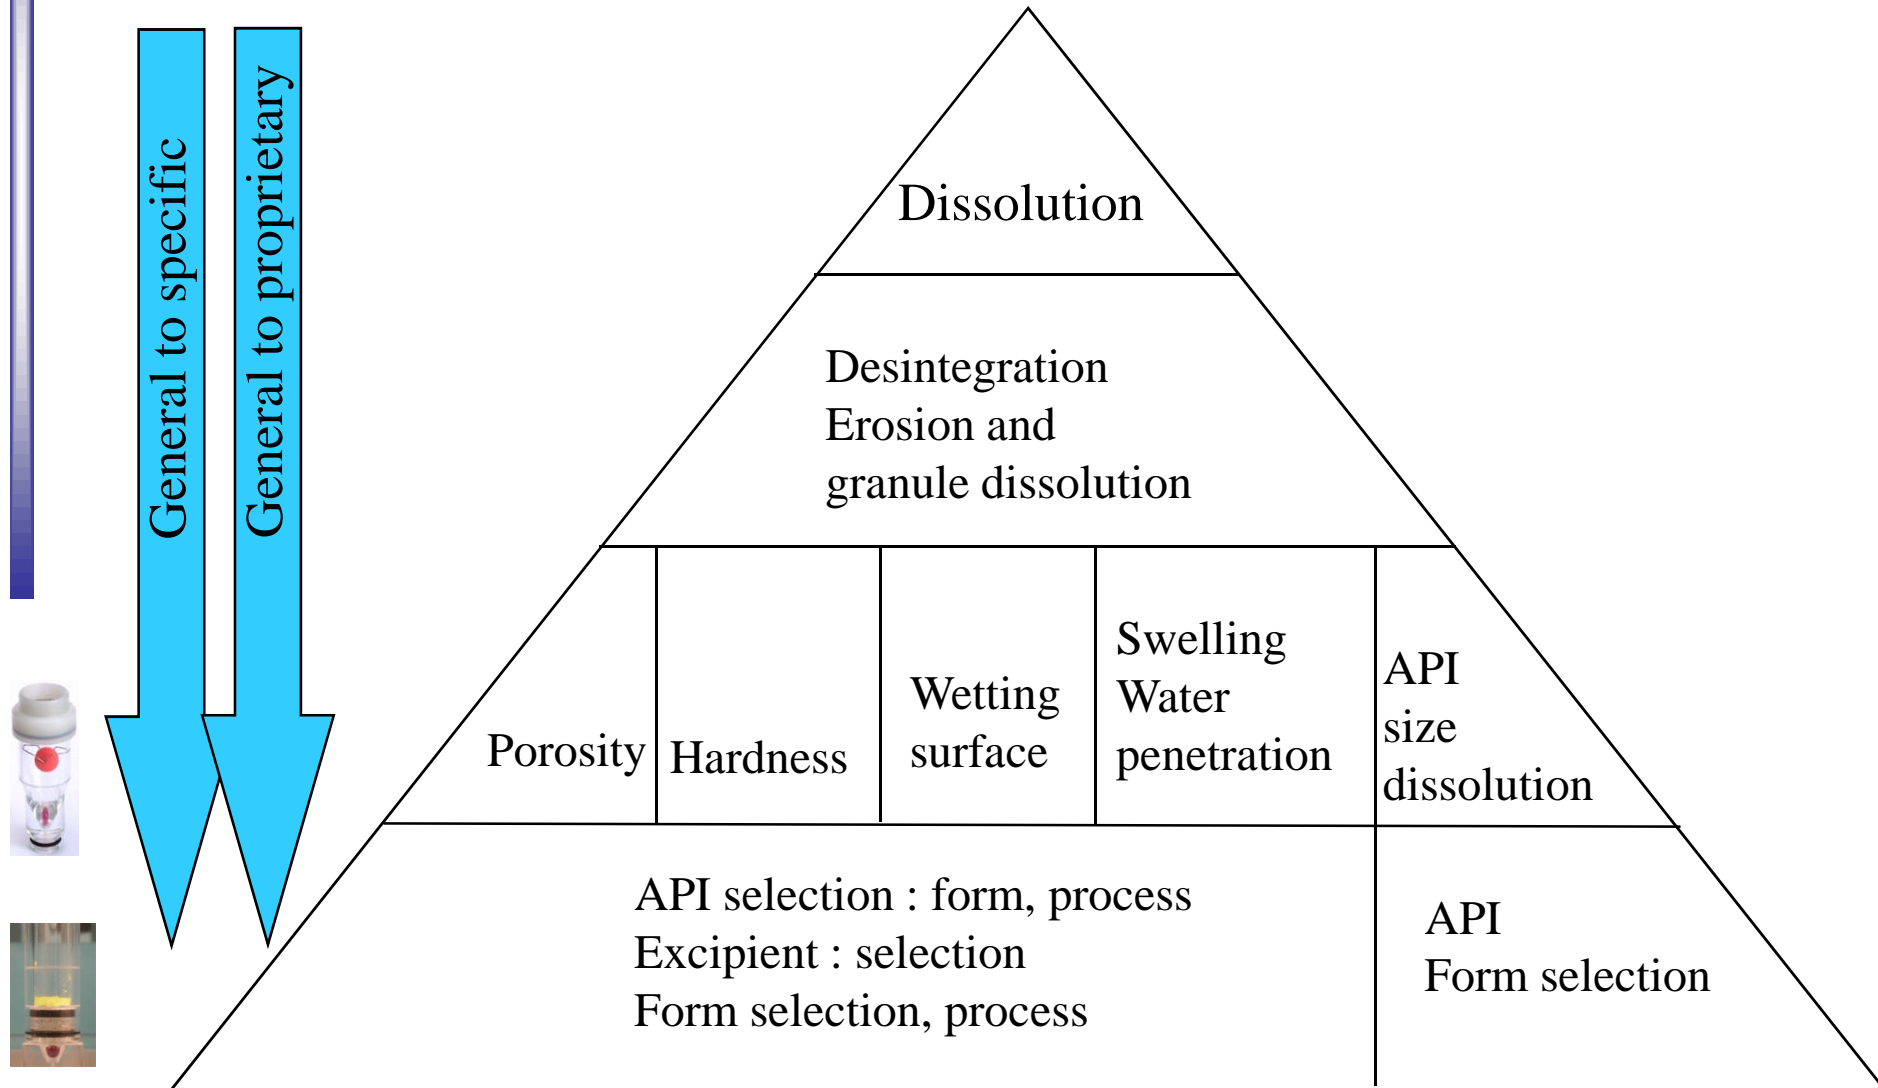 General to specific
General to proprietary
Dissolution
Desintegration
Erosion and
granule dissolution
Porosity
Hardness
Wetting
surface
Swelling
Water
penetration
API
size
dissolution
API selection : form, process
Excipient : selection
Form selection, process
API
Form selection